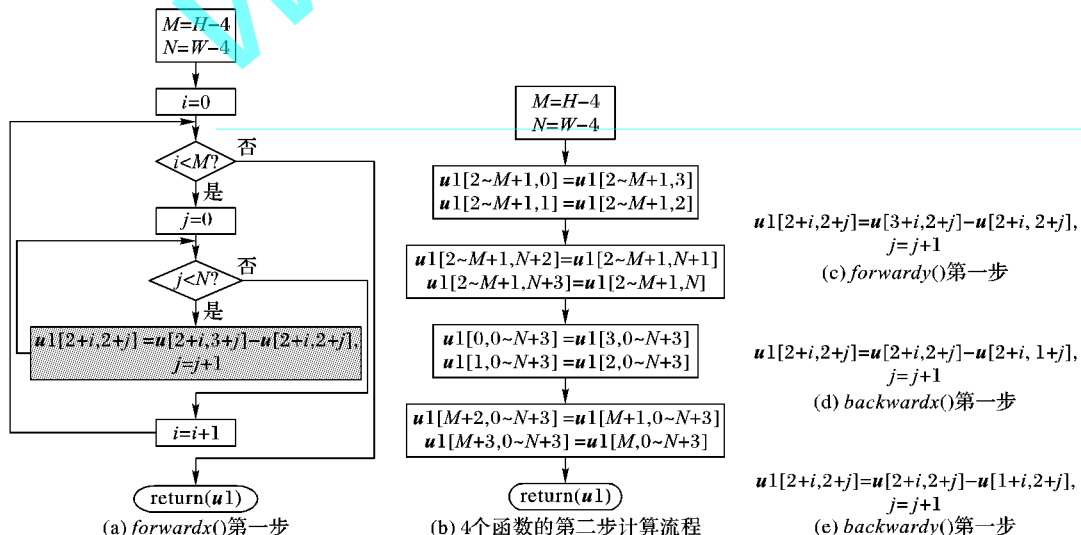 M=H-4
N=W-4
i=0
i<M?
否
是
j=0
j<N?
否
是
u1[2+i,2+j]=u[2+i,3+j]-u[2+i,2+j],
j=j+1
i=i+1
return(u1)
(a) forwardx()第一步
M=H-4
N=W-4
u1[2~M+1,0]=u1[2~M+1,3]
u1[2~M+1,1]=u1[2~M+1,2]
u1[2~M+1,N+2]=u1[2~M+1,N+1]
u1[2~M+1,N+3]=u1[2~M+1,N]
u1[0,0~N+3]=u1[3,0~N+3]
u1[1,0~N+3]=u1[2,0~N+3]
u1[M+2,0~N+3]=u1[M+1,0~N+3]
u1[M+3,0~N+3]=u1[M,0~N+3]
return(u1)
(b) 4个函数的第二步计算流程
u1[2+i,2+j]=u[3+i,2+j]-u[2+i, 2+j],
j=j+1
(c) forwardy()第一步
u1[2+i,2+j]=u[2+i,2+j]-u[2+i, 1+j],
j=j+1
(d) backwardx()第一步
u1[2+i,2+j]=u[2+i,2+j]-u[1+i,2+j],
j=j+1
(e) backwardy()第一步